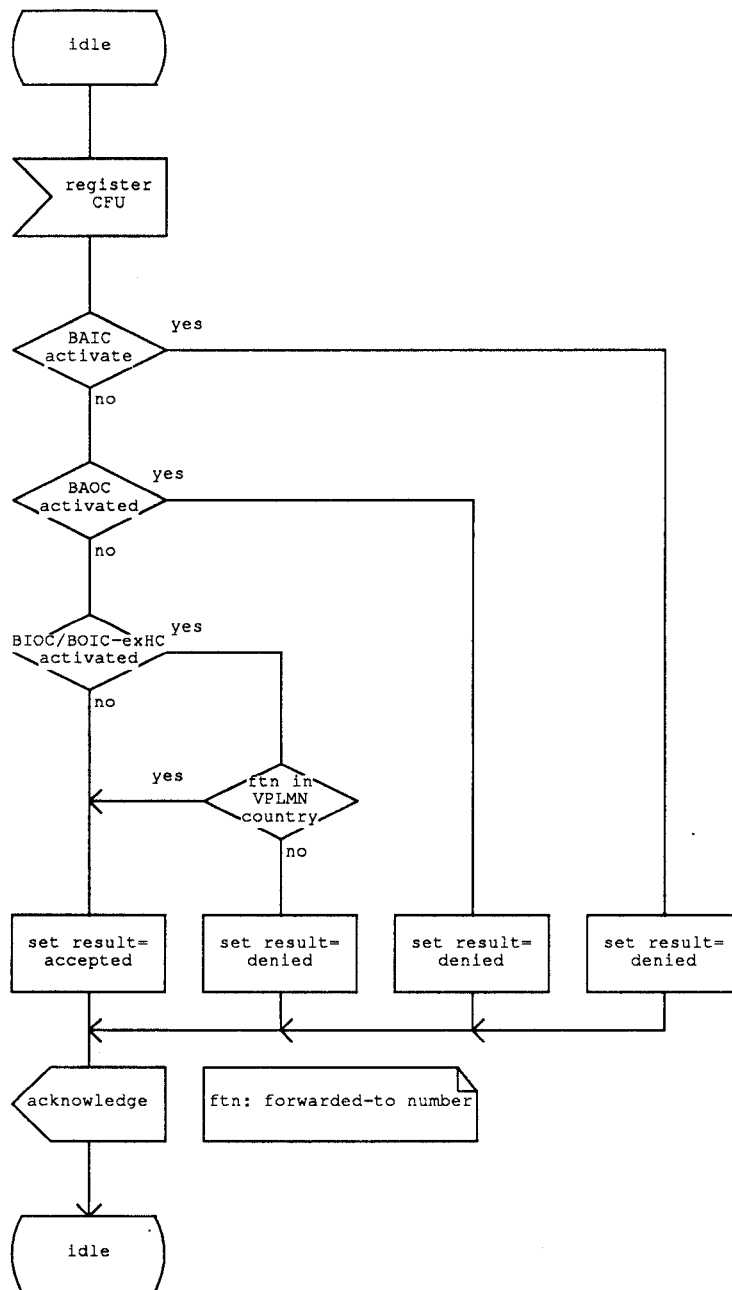 idle
register
CFU
yes
BAIC
activate
no
yes
BAOC
activated
no
yes
BIOC/BOIC-exHC
activated
no
yes
ftn in
VPLMN
country
no
set result=
accepted
set result=
denied
set result=
denied
set result=
denied
acknowledge
ftn: forwarded-to number
idle